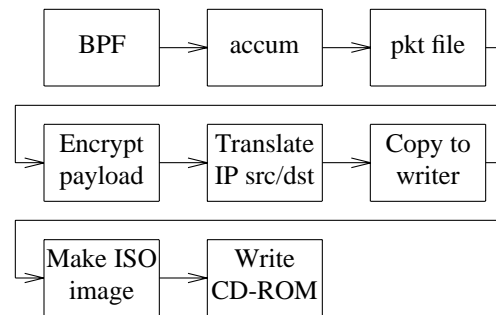 BPF
accum
pkt file
Encrypt
payload
Translate
IP src/dst
Copy to
writer
Make ISO
image
Write
CD-ROM